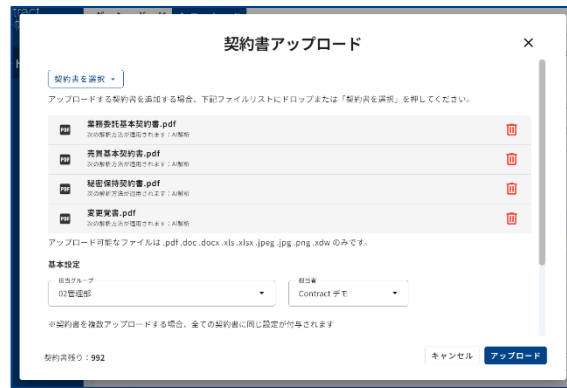 契約書アップロード
契約書を選択
アップロードする契約書を追加する場合、下記ファイルリストにドロップまたは「契約書を選択」を押してください。
PDF 業務委託基本契約書.pdf
次の解析方法が適用されます：AI解析
PDF 売買基本契約書.pdf
次の解析方法が適用されます：AI解析
PDF 秘密保持契約書.pdf
次の解析方法が適用されます：AI解析
PDF 変更覚書.pdf
次の解析方法が適用されます：AI解析
アップロード可能なファイルは .pdf .doc .docx .xls .xlsx .jpeg .jpg .png .xdw のみです。
基本設定
担当グループ 担当者
02管理部 Contract デモ
※契約書を複数アップロードする場合、全ての契約書に同じ設定が付与されます
契約書残り：992 キャンセル アップロード